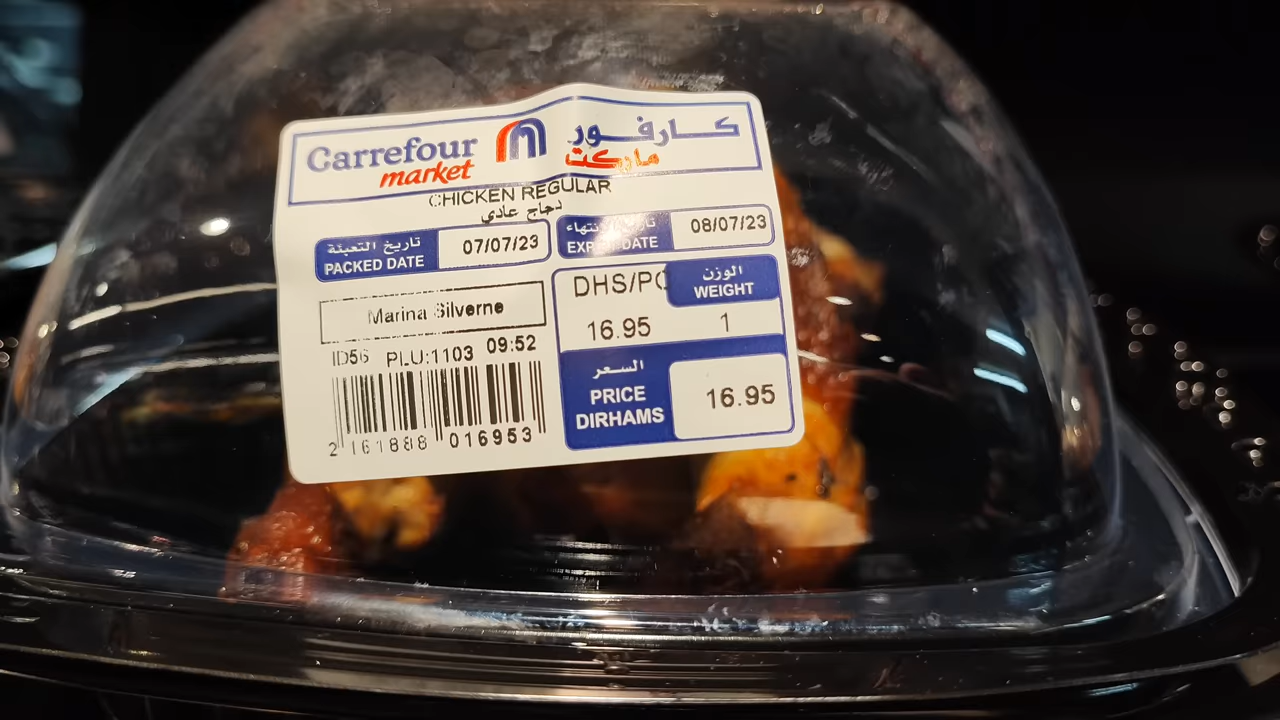 Carrefour كارفور
market ماركت
CHICKEN REGULAR
دجاج عادي
تاريخ التعبئة
PACKED DATE
07/07/23
تاريخ الانتهاء
DATE
08/07/23
Marina Silverne
ID56 PLU:1103 09:52
2 161888 016953
DHS/PC
16.95
الوزن
WEIGHT
1
السعر
PRICE
DIRHAMS
16.95